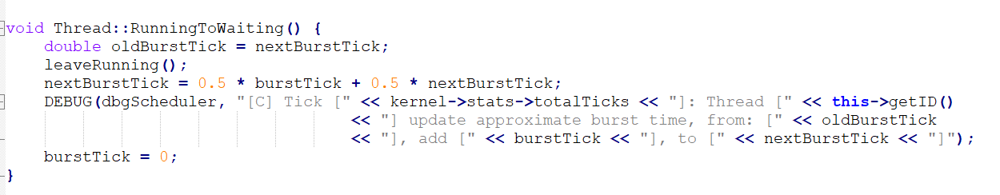 void Thread::RunningToWaiting() {
    double oldBurstTick = nextBurstTick;
    leaveRunning();
    nextBurstTick = 0.5 * burstTick + 0.5 * nextBurstTick;
    DEBUG(dbgScheduler, "[C] Tick [" << kernel->stats->totalTicks << "]: Thread [" << this->getID()
                                    << "] update approximate burst time, from: [" << oldBurstTick
                                    << "], add [" << burstTick << "], to [" << nextBurstTick << "]");
    burstTick = 0;
}